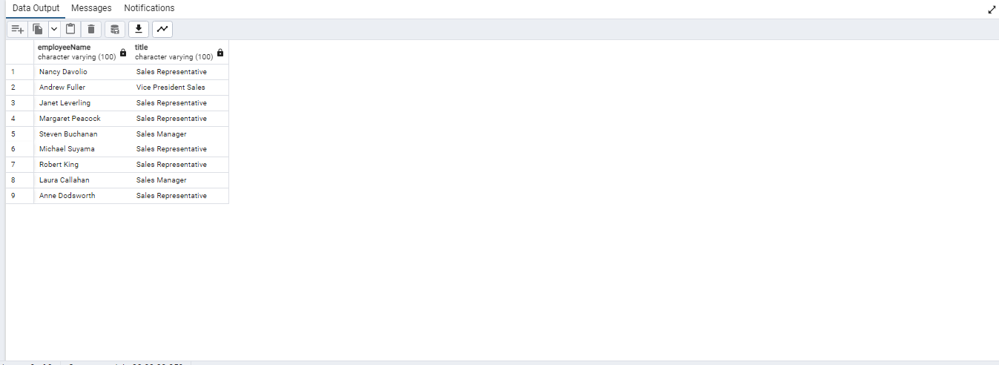 Data Output Messages Notifications
employeeName title
character varying (100) character varying (100)
1 Nancy Davolio Sales Representative
2 Andrew Fuller Vice President Sales
3 Janet Leverling Sales Representative
4 Margaret Peacock Sales Representative
5 Steven Buchanan Sales Manager
6 Michael Suyama Sales Representative
7 Robert King Sales Representative
8 Laura Callahan Sales Manager
9 Anne Dodsworth Sales Representative